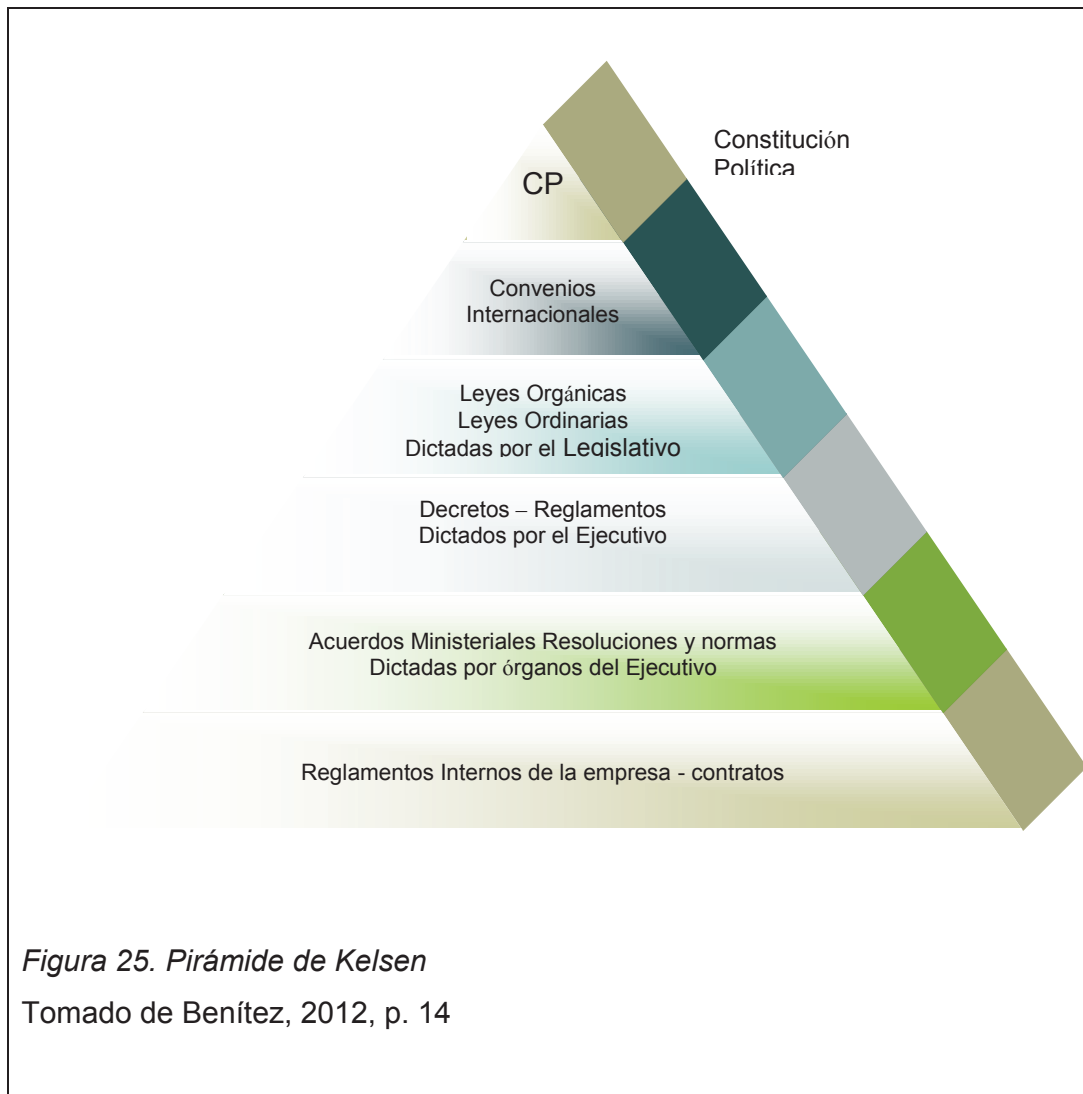 Constitución
Política
CP
Convenios
Internacionales
Leyes Orgánicas
Leyes Ordinarias
Dictadas por el Legislativo
Decretos – Reglamentos
Dictados por el Ejecutivo
Acuerdos Ministeriales Resoluciones y normas
Dictadas por órganos del Ejecutivo
Reglamentos Internos de la empresa - contratos
Figura 25. Pirámide de Kelsen
Tomado de Benítez, 2012, p. 14